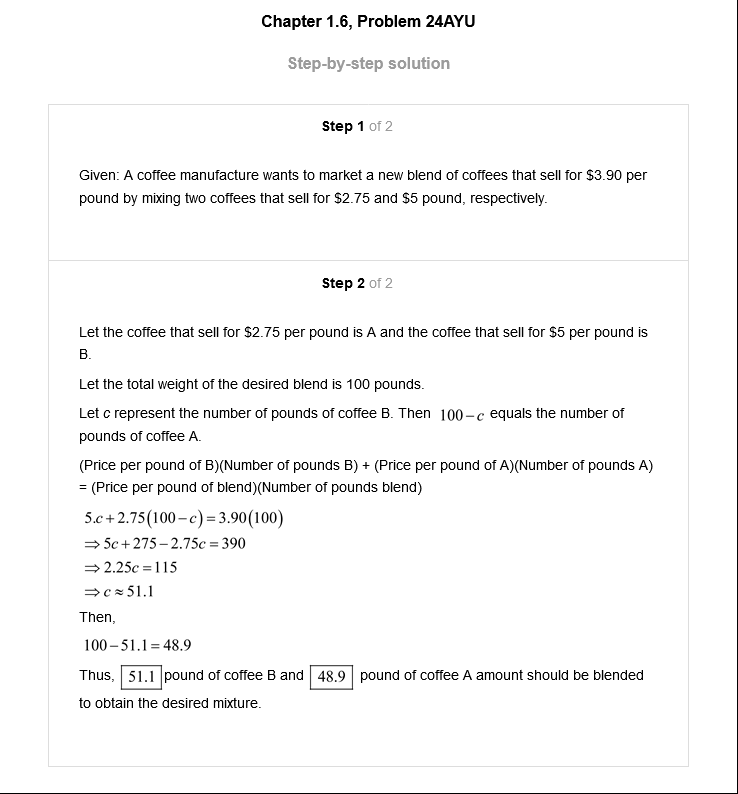 Chapter 1.6, Problem 24AYU
Step-by-step solution
Step 1 of 2
Given: A coffee manufacture wants to market a new blend of coffees that sell for $3.90 per
pound by mixing two coffees that sell for $2.75 and $5 pound, respectively.
Step 2 of 2
Let the coffee that sell for $2.75 per pound is A and the coffee that sell for $5 per pound is
B.
Let the total weight of the desired blend is 100 pounds.
Let c represent the number of pounds of coffee B. Then 100−c equals the number of
pounds of coffee A.
(Price per pound of B)(Number of pounds B) + (Price per pound of A)(Number of pounds A)
= (Price per pound of blend)(Number of pounds blend)
5.c+2.75(100−c)=3.90(100)
⇒5c+275−2.75c=390
⇒2.25c=115
⇒c≈51.1
Then,
100−51.1=48.9
Thus, 51.1 pound of coffee B and 48.9 pound of coffee A amount should be blended
to obtain the desired mixture.